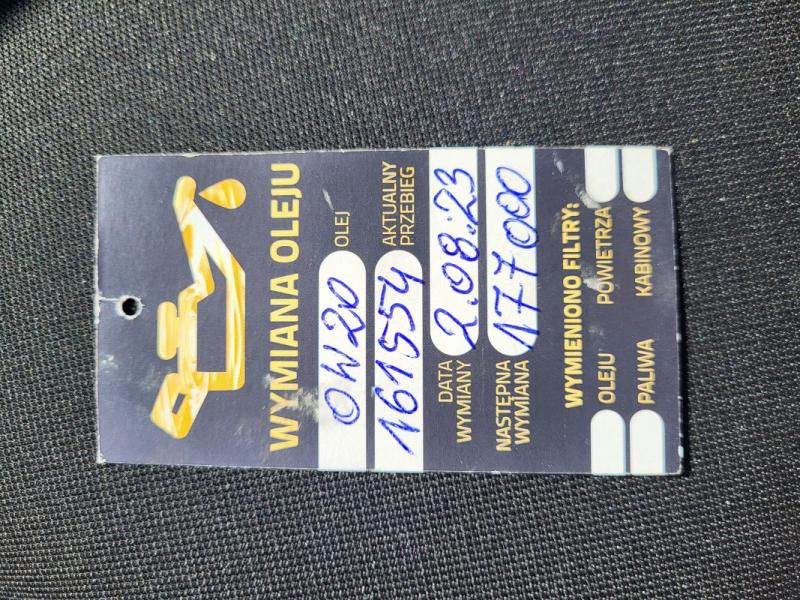 WYMIANA OLEJU
0W20 OLEJ
161554 AKTUALNY
PRZEBIEG
DATA
WYMIANY 2.08.23
NASTĘPNA
WYMIANA 177000
WYMIENIONO FILTRY:
OLEJU POWIETRZA
PALIWA KABINOWY